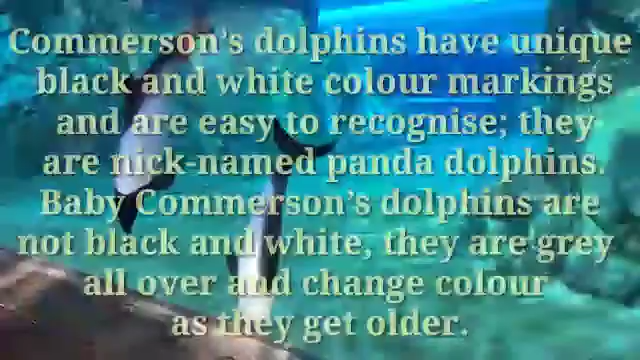 Commerson's dolphins have unique
black and white colour markings
and are easy to recognise; they
are nick-named panda dolphins.
Baby Commerson's dolphins are
not black and white, they are grey
all over and change colour
as they get older.